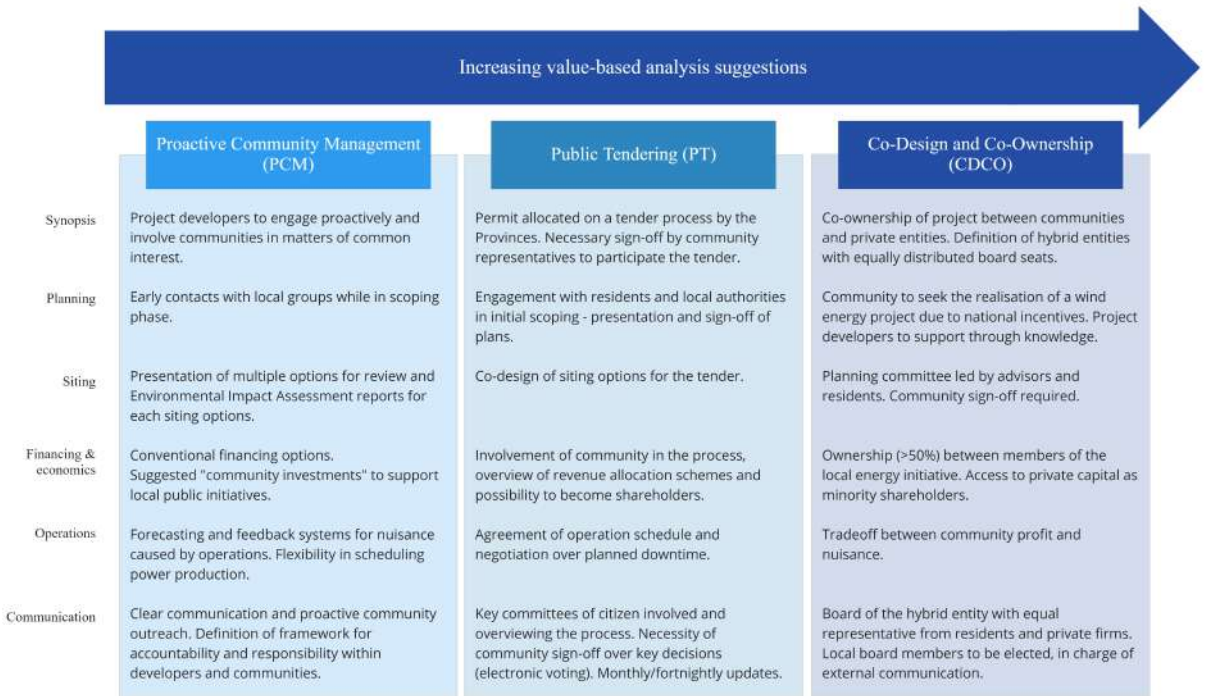 Increasing value-based analysis suggestions
Proactive Community Management
(PCM)
Public Tendering (PT)
Co-Design and Co-Ownership
(CDCO)
Synopsis
Project developers to engage proactively and
involve communities in matters of common
interest.
Permit allocated on a tender process by the
Provinces. Necessary sign-off by community
representatives to participate the tender.
Co-ownership of project between communities
and private entities. Definition of hybrid entities
with equally distributed board seats.
Planning
Early contacts with local groups while in scoping
phase.
Engagement with residents and local authorities
in initial scoping - presentation and sign-off of
plans.
Community to seek the realisation of a wind
energy project due to national incentives. Project
developers to support through knowledge.
Siting
Presentation of multiple options for review and
Environmental Impact Assessment reports for
each siting options.
Co-design of siting options for the tender.
Planning committee led by advisors and
residents. Community sign-off required.
Financing &
economics
Conventional financing options.
Suggested "community investments" to support
local public initiatives.
Involvement of community in the process,
overview of revenue allocation schemes and
possibility to become shareholders.
Ownership (>50%) between members of the
local energy initiative. Access to private capital as
minority shareholders.
Operations
Forecasting and feedback systems for nuisance
caused by operations. Flexibility in scheduling
power production.
Agreement of operation schedule and
negotiation over planned downtime.
Tradeoff between community profit and
nuisance.
Communication
Clear communication and proactive community
outreach. Definition of framework for
accountability and responsibility within
developers and communities.
Key committees of citizen involved and
overviewing the process. Necessity of
community sign-off over key decisions
(electronic voting). Monthly/fortnightly updates.
Board of the hybrid entity with equal
representative from residents and private firms.
Local board members to be elected, in charge of
external communication.